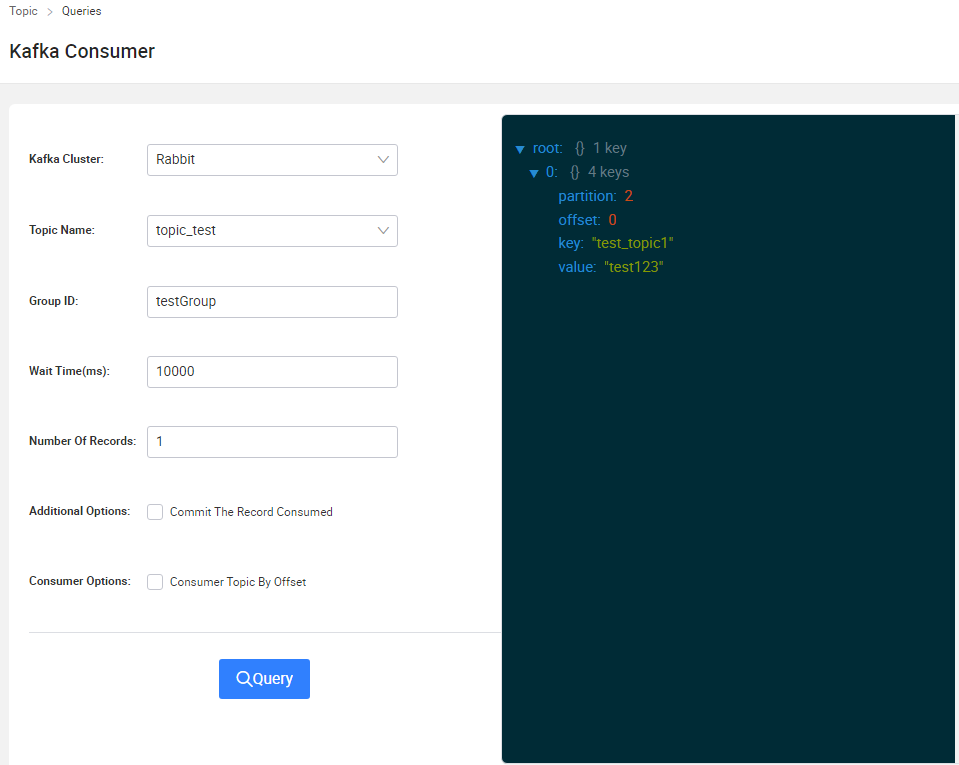 Topic > Queries
Kafka Consumer
Kafka Cluster: Rabbit
Topic Name: topic_test
Group ID: testGroup
Wait Time(ms): 10000
Number Of Records: 1
Additional Options: Commit The Record Consumed
Consumer Options: Consumer Topic By Offset
Query
root: {} 1 key
0: {} 4 keys
partition: 2
offset: 0
key: "test_topic1"
value: "test123"